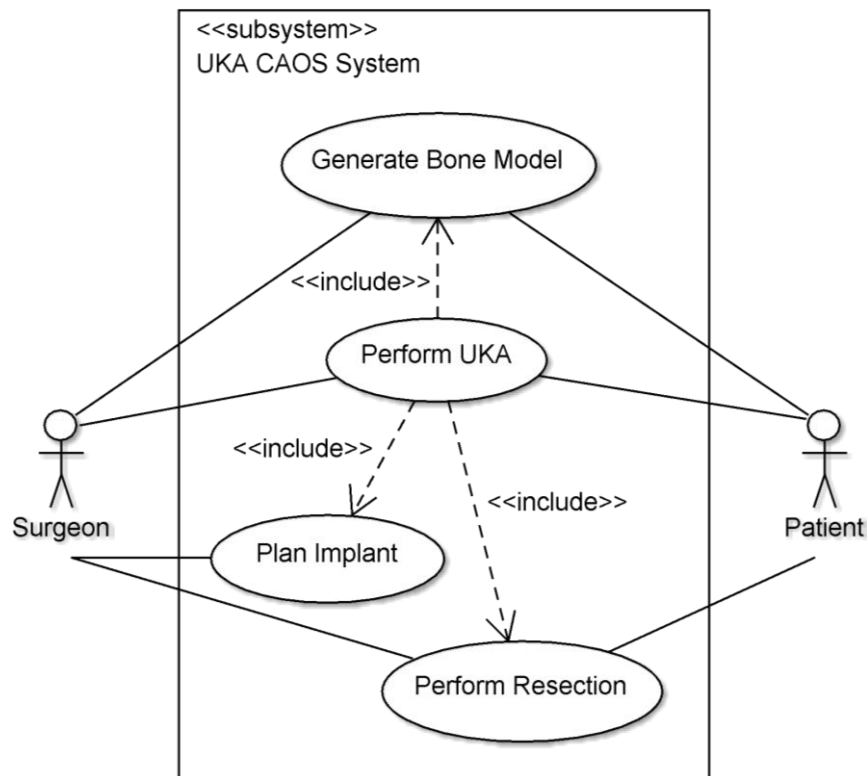 <<subsystem>>
UKA CAOS System
Generate Bone Model
<<include>>
Perform UKA
<<include>>
<<include>>
Surgeon
Patient
Plan Implant
Perform Resection